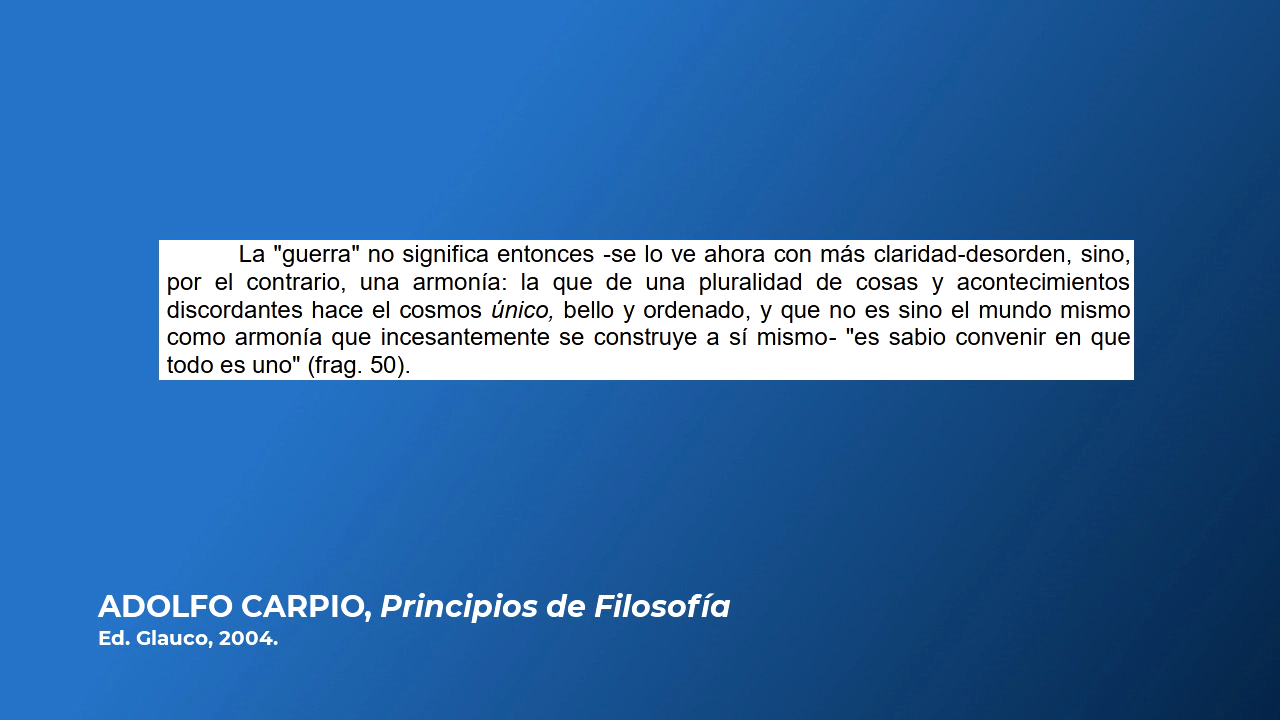 La "guerra" no significa entonces -se lo ve ahora con más claridad-desorden, sino,
por el contrario, una armonía: la que de una pluralidad de cosas y acontecimientos
discordantes hace el cosmos único, bello y ordenado, y que no es sino el mundo mismo
como armonía que incesantemente se construye a sí mismo- "es sabio convenir en que
todo es uno" (frag. 50).
ADOLFO CARPIO, Principios de Filosofía
Ed. Glauco, 2004.